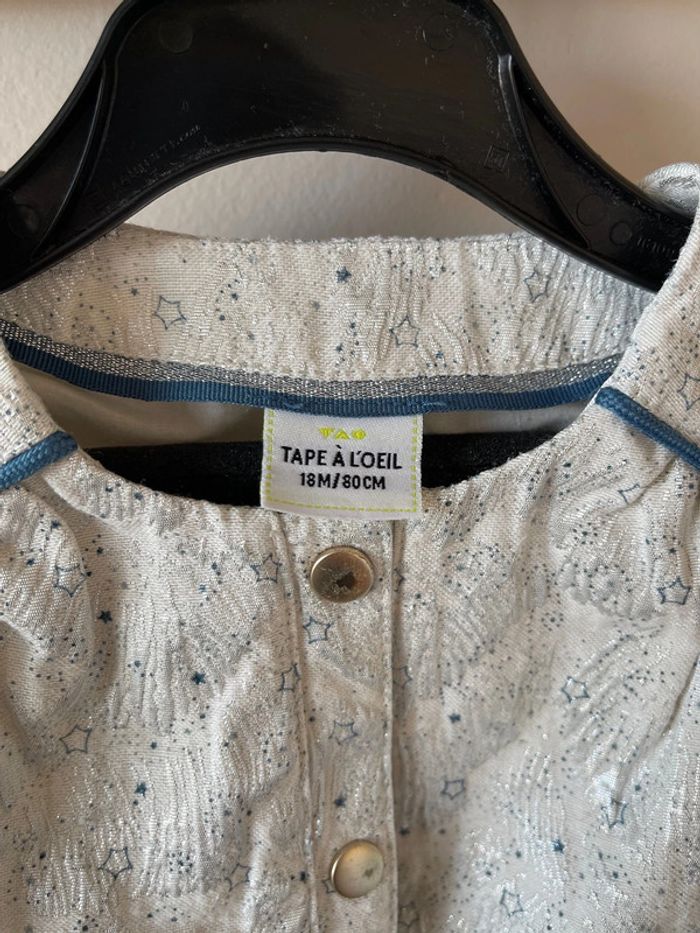 TAO
TAPE À L'OEIL
18M/80CM